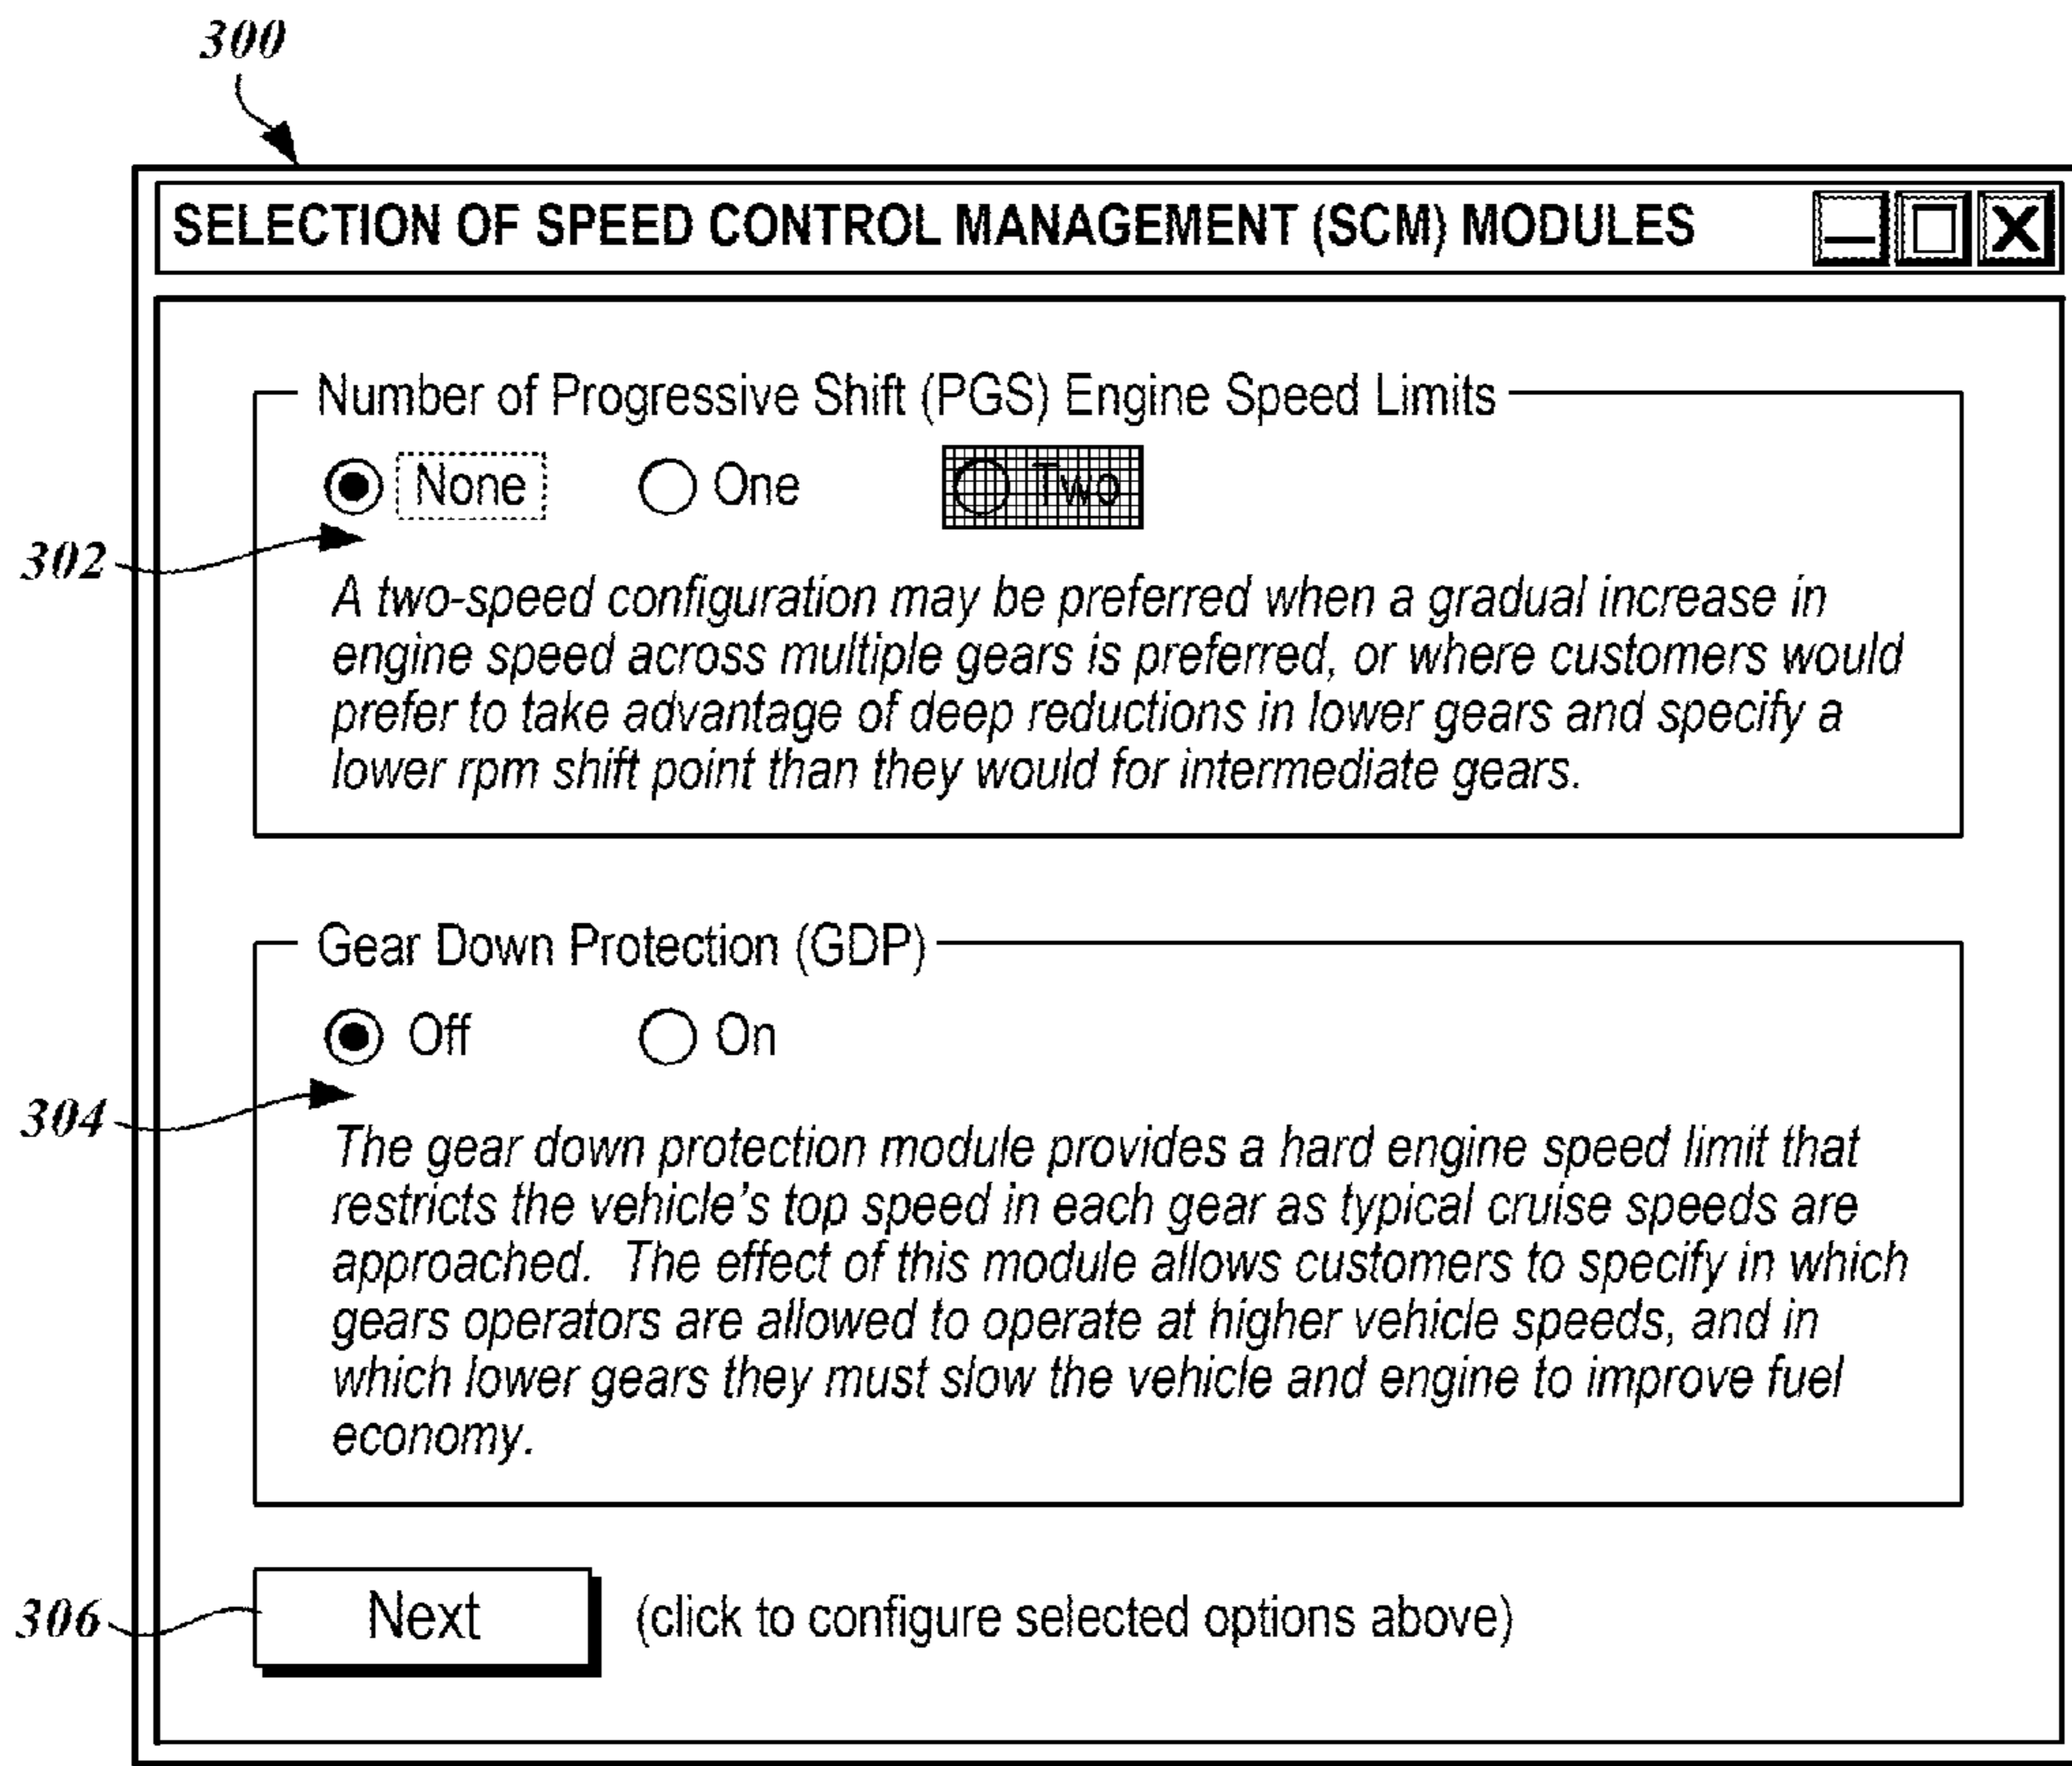 300
SELECTION OF SPEED CONTROL MANAGEMENT (SCM) MODULES
Number of Progressive Shift (PGS) Engine Speed Limits
None One Two
302
A two-speed configuration may be preferred when a gradual increase in
engine speed across multiple gears is preferred, or where customers would
prefer to take advantage of deep reductions in lower gears and specify a
lower rpm shift point than they would for intermediate gears.
Gear Down Protection (GDP)
Off On
304
The gear down protection module provides a hard engine speed limit that
restricts the vehicle's top speed in each gear as typical cruise speeds are
approached. The effect of this module allows customers to specify in which
gears operators are allowed to operate at higher vehicle speeds, and in
which lower gears they must slow the vehicle and engine to improve fuel
economy.
306 Next (click to configure selected options above)